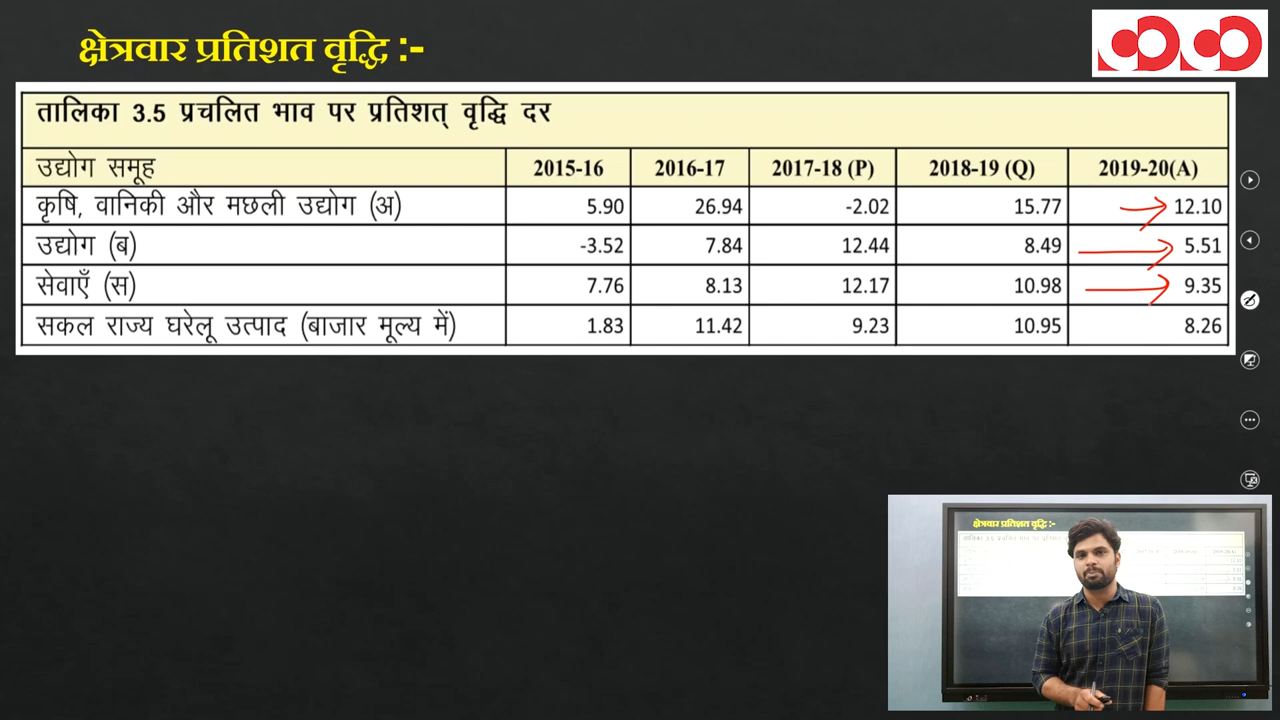 क्षेत्रवार प्रतिशत वृद्धि :-
तालिका 3.5 प्रचलित भाव पर प्रतिशत् वृद्धि दर
उद्योग समूह 2015-16 2016-17 2017-18 (P) 2018-19 (Q) 2019-20(A)
कृषि, वानिकी और मछली उद्योग (अ) 5.90 26.94 -2.02 15.77 12.10
उद्योग (ब) -3.52 7.84 12.44 8.49 5.51
सेवाएँ (स) 7.76 8.13 12.17 10.98 9.35
सकल राज्य घरेलू उत्पाद (बाजार मूल्य में) 1.83 11.42 9.23 10.95 8.26
क्षेत्रवार प्रतिशत वृद्धि :-